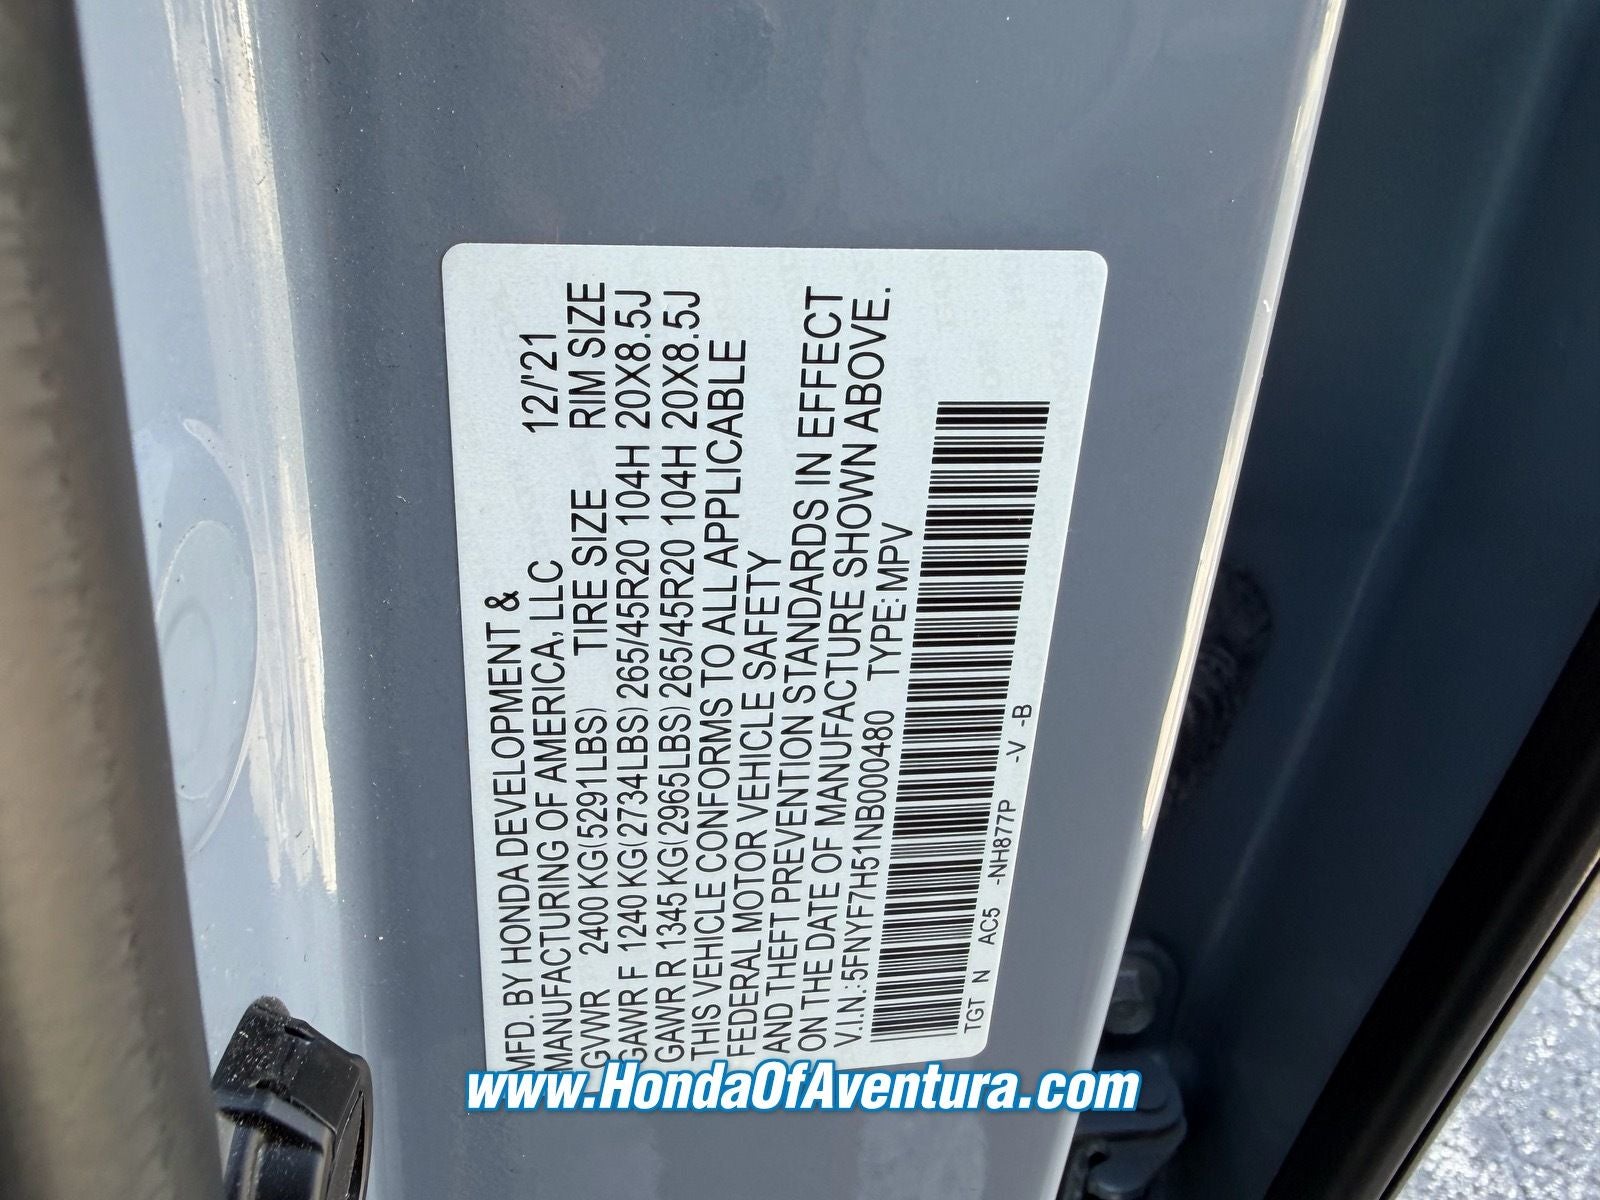 MFD. BY HONDA DEVELOPMENT &
MANUFACTURING OF AMERICA, LLC 12/'21
GVWR 2400 KG(5291LBS) TIRE SIZE RIM SIZE
GAWR F 1240 KG(2734LBS) 265/45R20 104H 20X8.5J
GAWR R 1345 KG(2965LBS) 265/45R20 104H 20X8.5J
THIS VEHICLE CONFORMS TO ALL APPLICABLE
FEDERAL MOTOR VEHICLE SAFETY
AND THEFT PREVENTION STANDARDS IN EFFECT
ON THE DATE OF MANUFACTURE SHOWN ABOVE.
V.I.N.:5FNYF7H51NB000480 TYPE:MPV
TGT N AC5 -NH877P -V -B
www.HondaOfAventura.com